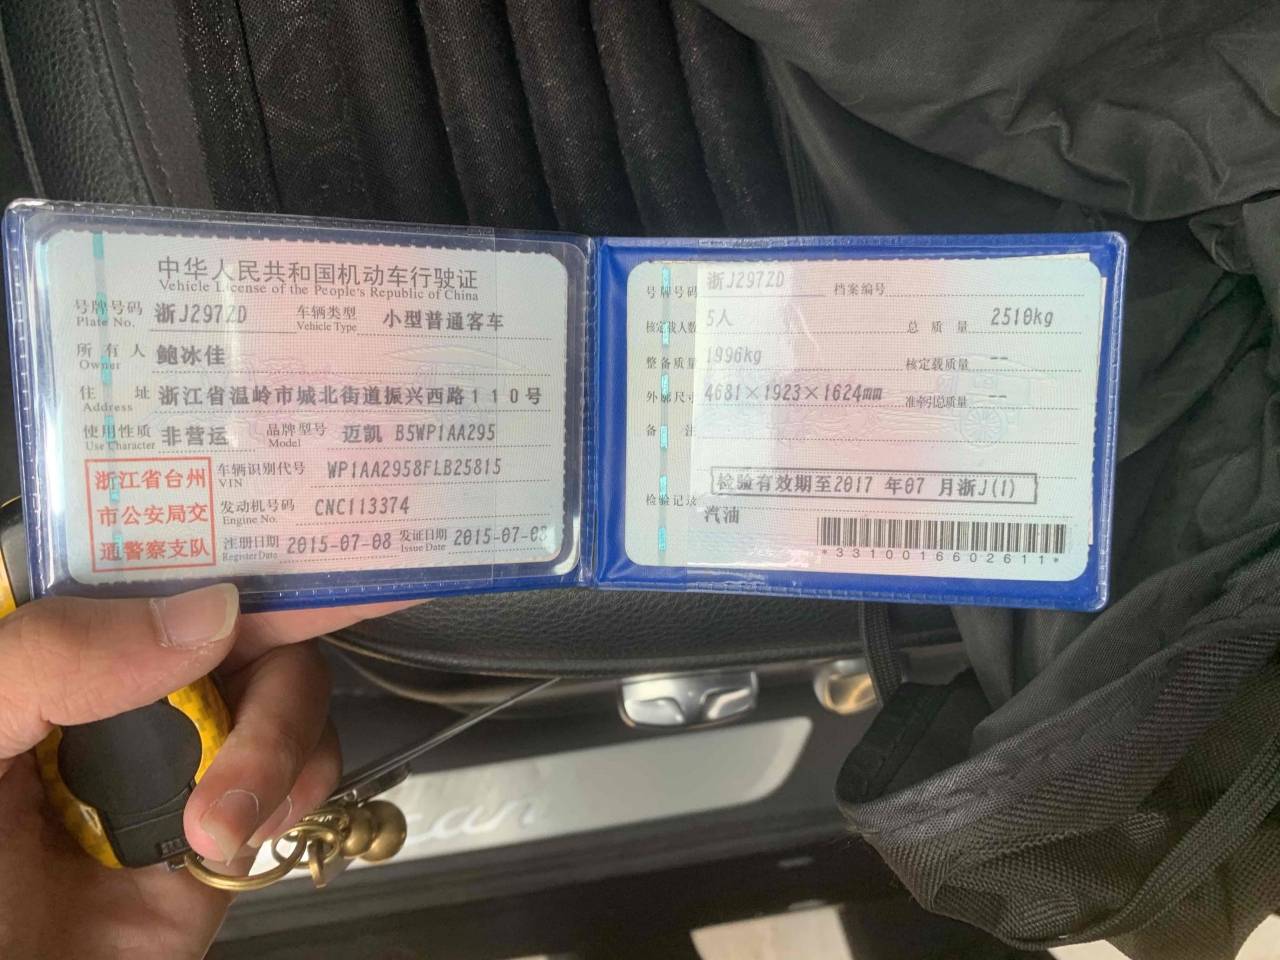 中华人民共和国机动车行驶证
Vehicle License of the People's Republic of China
号牌号码 浙J297ZD 车辆类型 小型普通客车
Plate No. Vehicle Type
所有人 鲍冰佳
Owner
住址 浙江省温岭市城北街道振兴西路110号
Address
使用性质 非营运 品牌型号 迈凯 B5WP1AA295
Use Character Model
浙江省台州
市公安局交
通警察支队
车辆识别代号 WP1AA2958FLB25815
VIN
发动机号码 CNC113374
Engine No.
注册日期 2015-07-08 发证日期 2015-07-08
Register Date Issue Date
号牌号码 浙J297ZD 档案编号
核定载人数 5人 总质量 2510kg
整备质量 1996kg 核定载质量 --
外廓尺寸 4681×1923×1624mm 准牵引总质量 --
备注
检验有效期至2017年07月浙J(1)
检验记录
汽油
*3310016602611*
can